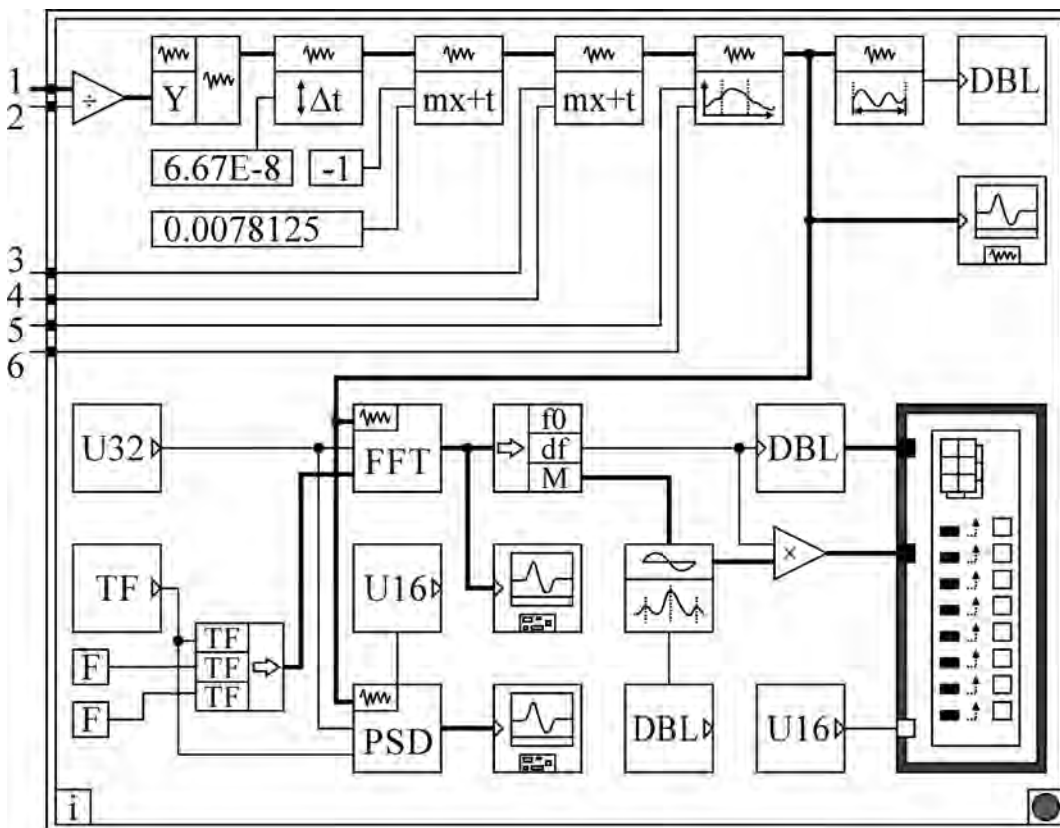 1
2
÷
Y
Δt
mx+t
mx+t
DBL
6.67E-8
-1
0.0078125
3
4
5
6
U32
FFT
f0
df
M
DBL
×
TF
U16
TF
TF
TF
F
F
PSD
DBL
U16
i